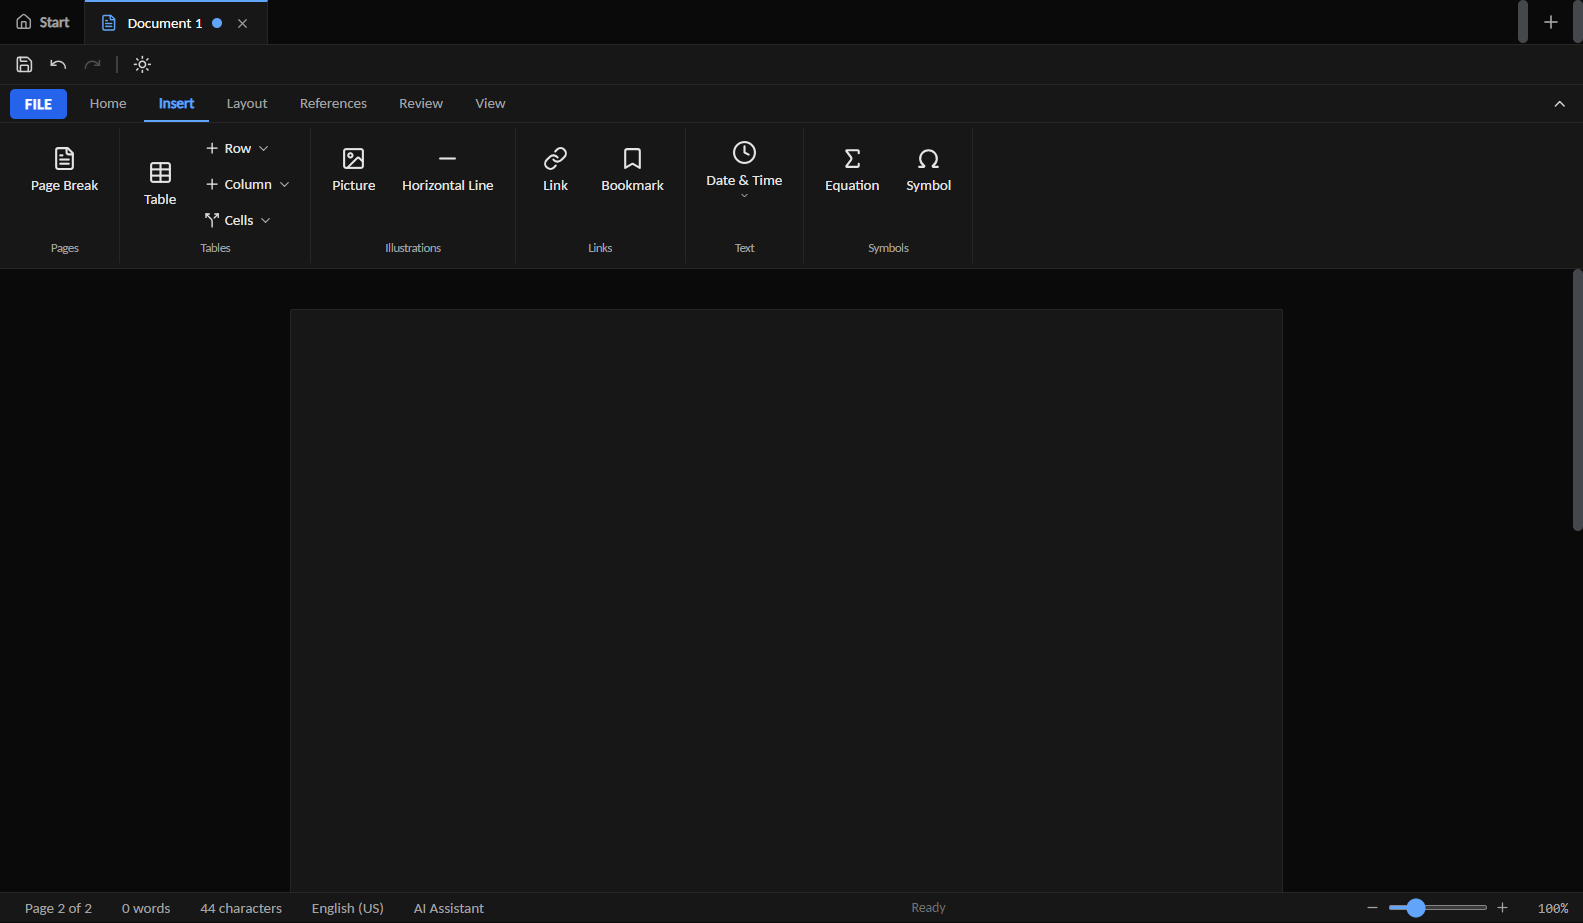 Start
Document 1
FILE
Home
Insert
Layout
References
Review
View
Page Break
Pages
Table
Row
Column
Cells
Tables
Picture
Horizontal Line
Illustrations
Link
Bookmark
Links
Date & Time
Text
Equation
Symbol
Symbols
Page 2 of 2
0 words
44 characters
English (US)
AI Assistant
Ready
100%